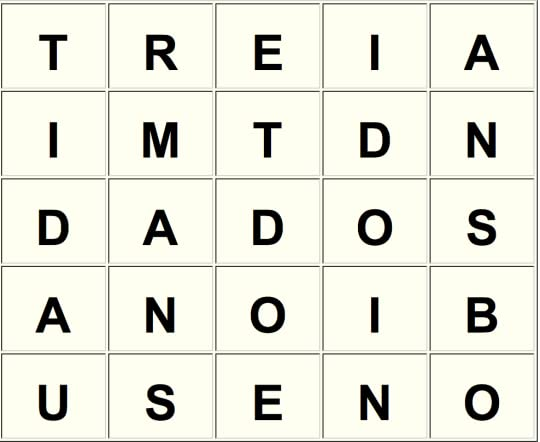 T R E I A
I M T D N
D A D O S
A N O I B
U S E N O